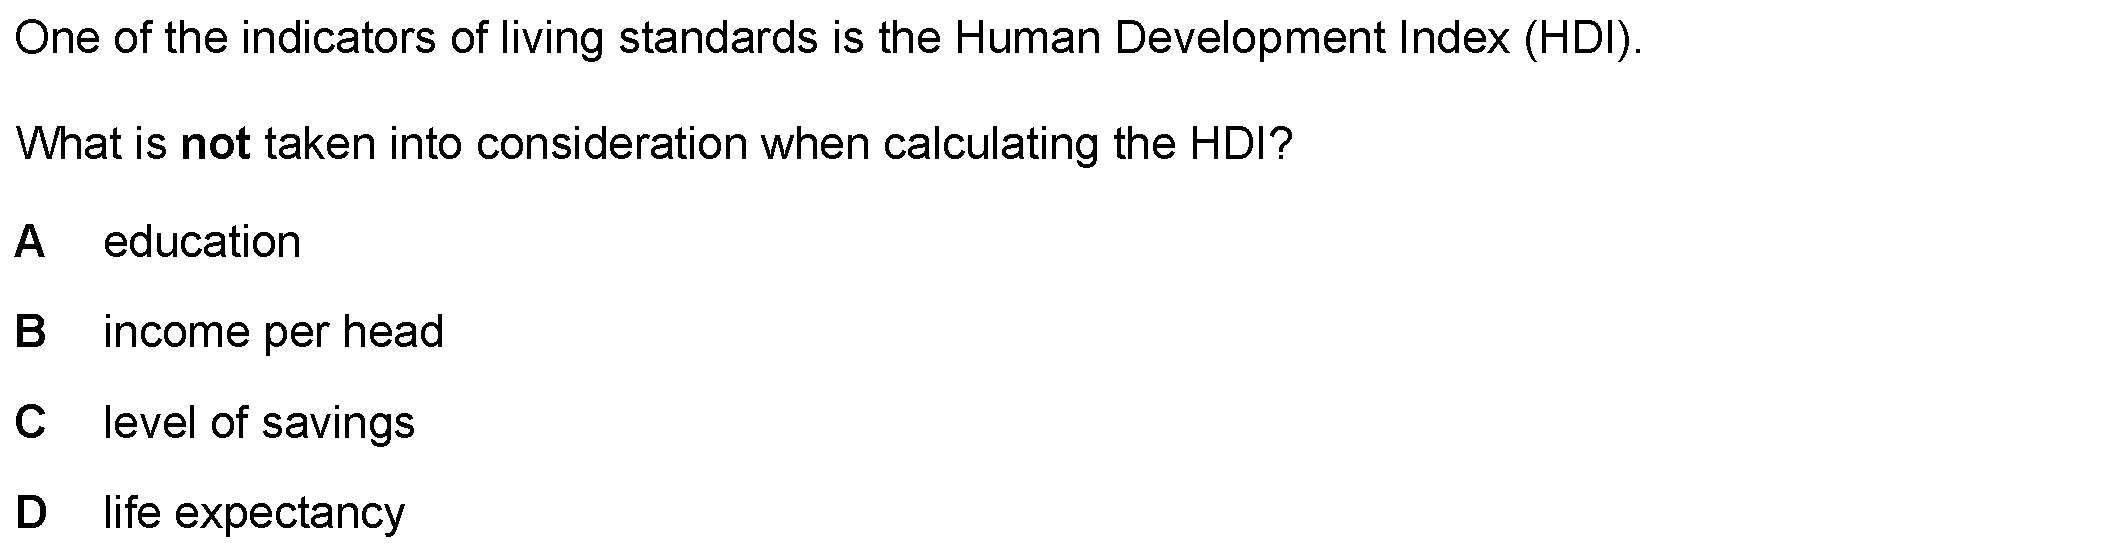 One of the indicators of living standards is the Human Development Index (HDI).
What is not taken into consideration when calculating the HDI?
A education
B income per head
C level of savings
D life expectancy